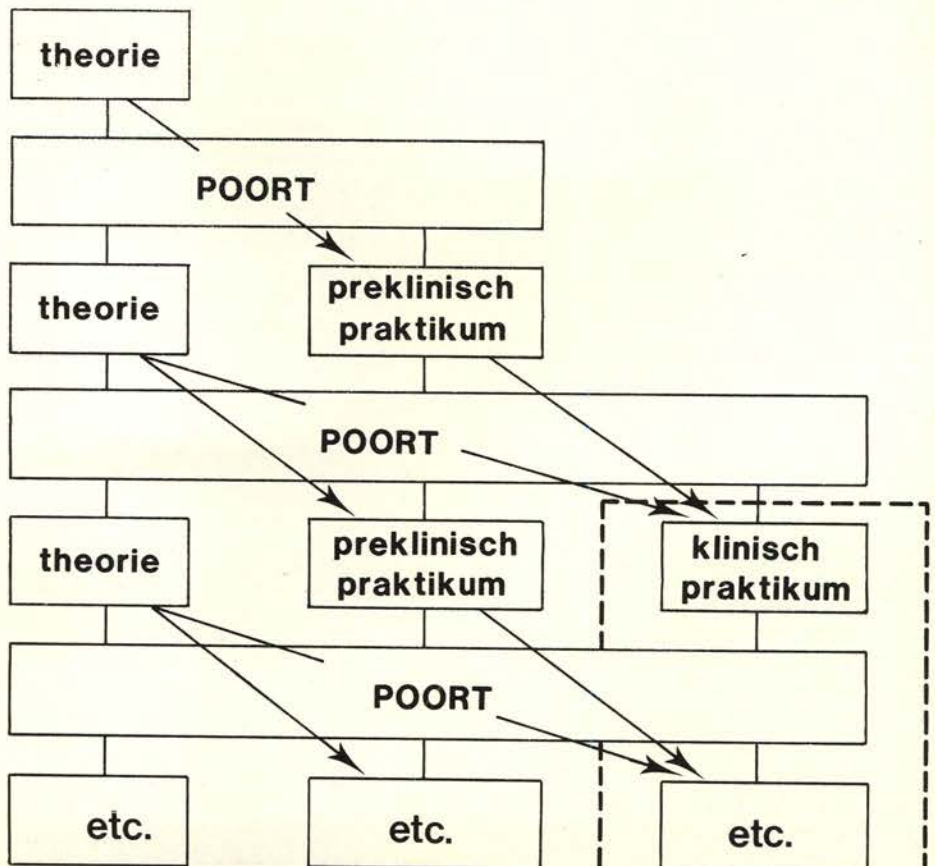 theorie
POORT
theorie
preklinisch
praktikum
POORT
theorie
preklinisch
praktikum
klinisch
praktikum
POORT
etc.
etc.
etc.